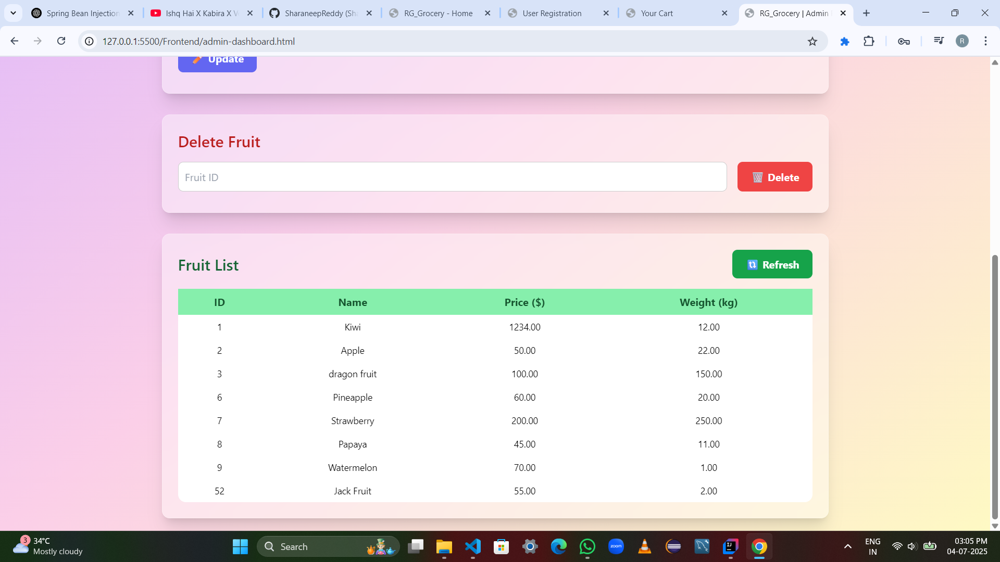 Spring Bean Injection
Ishq Hai X Kabira X V
SharaneepReddy (Sha
RG_Grocery - Home
User Registration
Your Cart
RG_Grocery | Admin
127.0.0.1:5500/Frontend/admin-dashboard.html
R
Update
Delete Fruit
Fruit ID
Delete
Fruit List
Refresh
ID Name Price ($) Weight (kg)
1 Kiwi 1234.00 12.00
2 Apple 50.00 22.00
3 dragon fruit 100.00 150.00
6 Pineapple 60.00 20.00
7 Strawberry 200.00 250.00
8 Papaya 45.00 11.00
9 Watermelon 70.00 1.00
52 Jack Fruit 55.00 2.00
3
34°C
Mostly cloudy
Search
zoom
IJ
ENG
IN
03:05 PM
04-07-2025